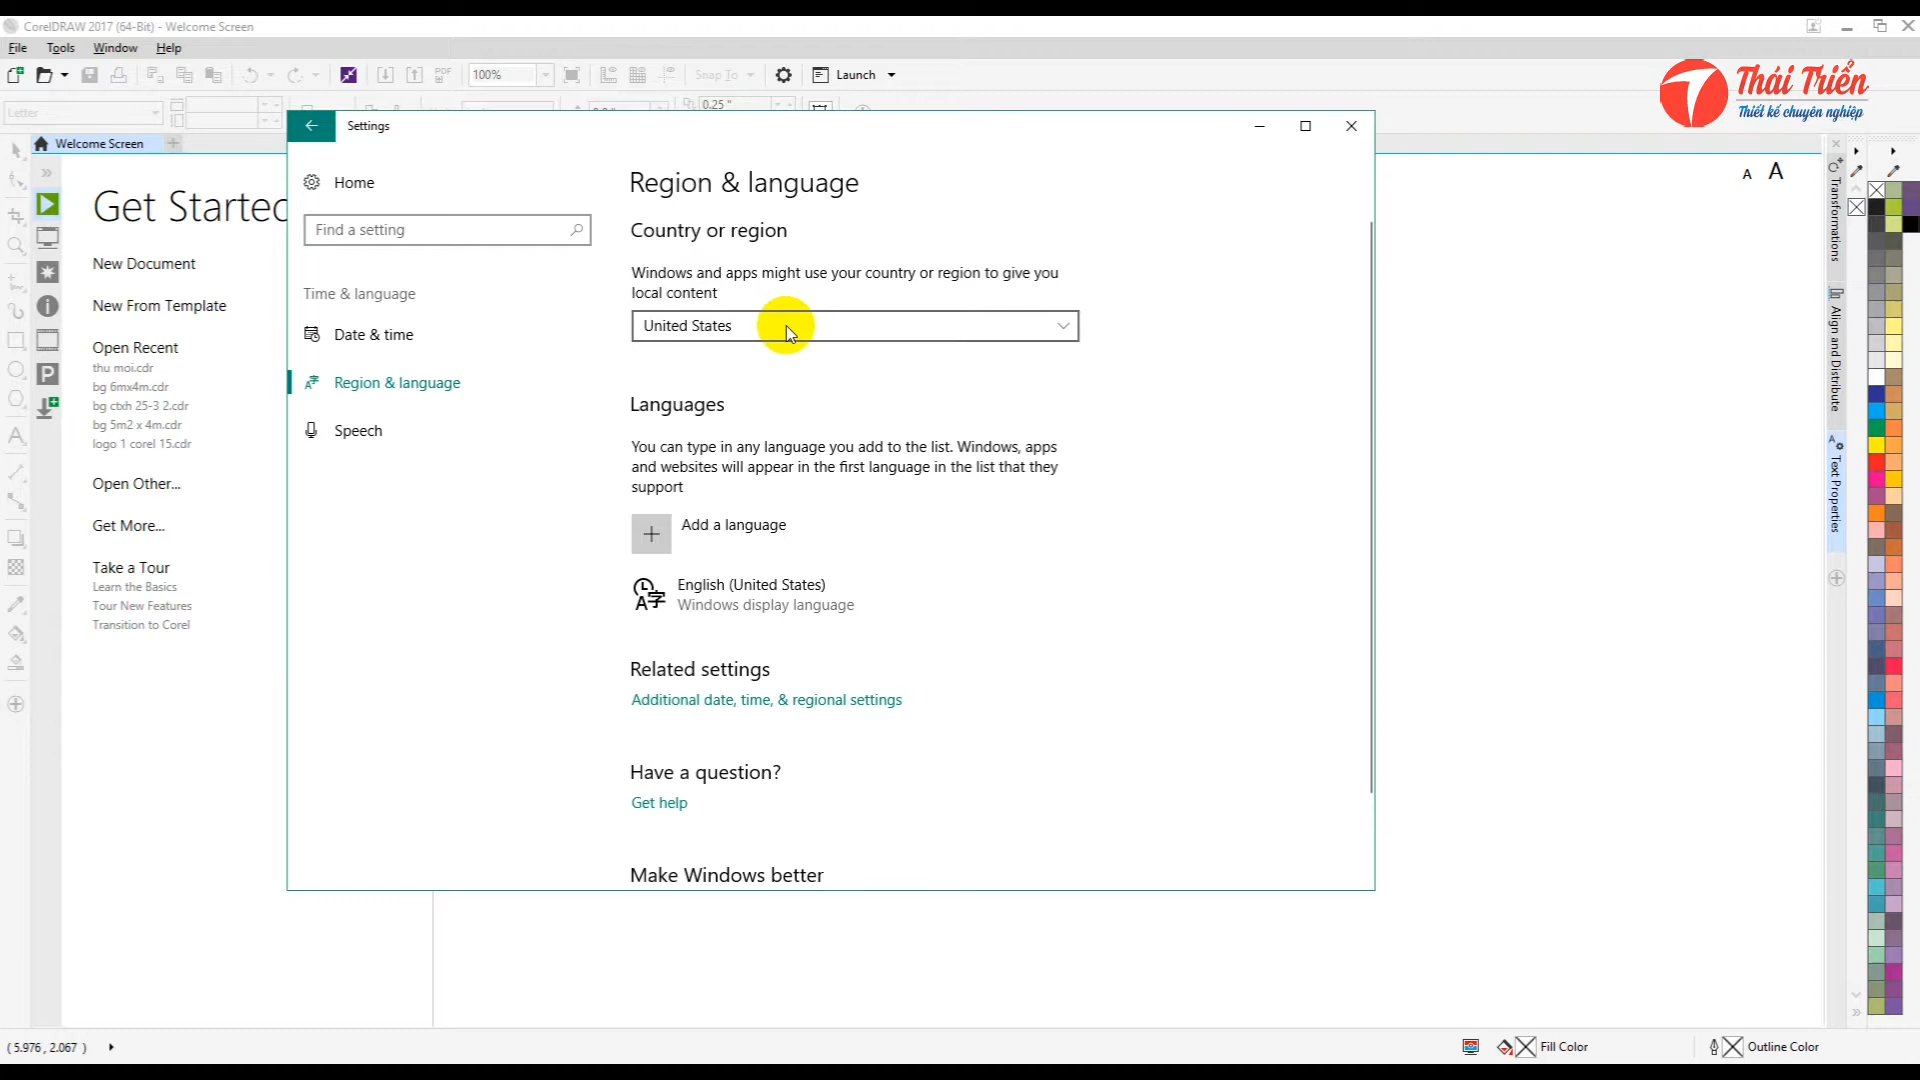 CorelDRAW 2017 (64-Bit) - Welcome Screen
File Tools Window Help
PDF
100%
Snap To
Launch
Thái Triển
Thiết kế chuyên nghiệp
Letter
0.25 "
Welcome Screen
Settings
Get Started
New Document
New From Template
Open Recent
thu moi.cdr
bg 6mx4m.cdr
bg ctxh 25-3 2.cdr
bg 5m2 x 4m.cdr
logo 1 corel 15.cdr
Open Other...
Get More...
Take a Tour
Learn the Basics
Tour New Features
Transition to Corel
Home
Find a setting
Time & language
Date & time
Region & language
Speech
Region & language
Country or region
Windows and apps might use your country or region to give you
local content
United States
Languages
You can type in any language you add to the list. Windows, apps
and websites will appear in the first language in the list that they
support
Add a language
English (United States)
Windows display language
Related settings
Additional date, time, & regional settings
Have a question?
Get help
Make Windows better
A A
Transformations
Align and Distribute
Text Properties
( 5.976 , 2.067 )
Fill Color
Outline Color